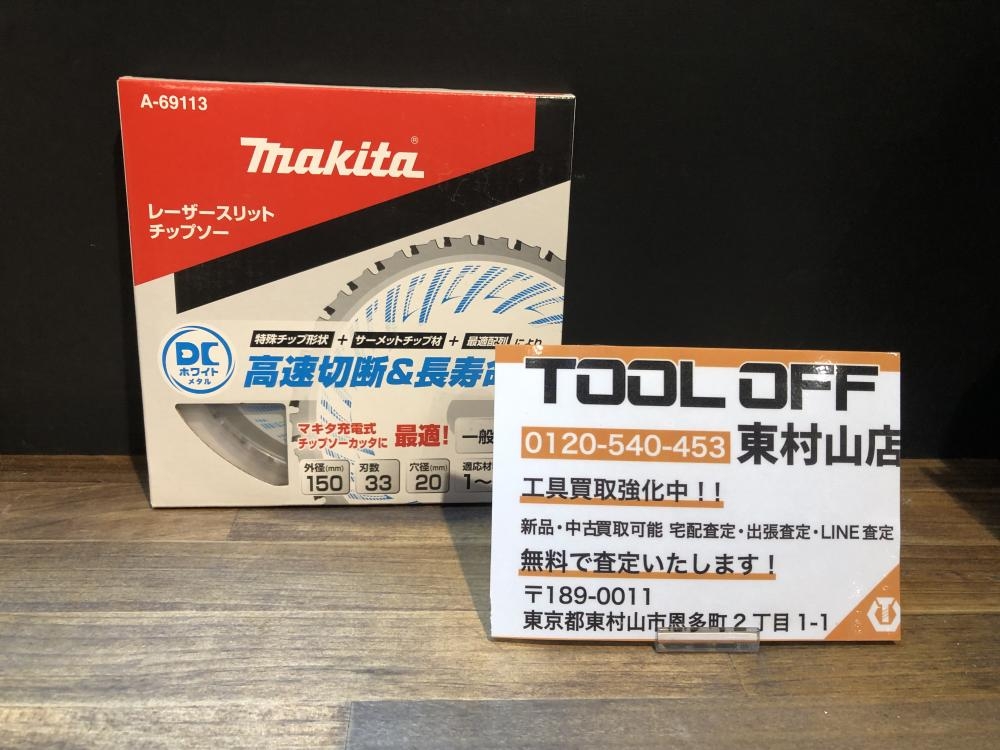 A-69113
makita®
レーザースリット
チップソー
DC
ホワイト
メタル
特殊チップ形状 + サーメットチップ材 + 最適配列 により
高速切断&長寿
マキタ充電式
チップソーカッタに 最適! 一般
外径(mm) 刃数 穴径(mm) 適応材
150 33 20 1〜
TOOL OFF
0120-540-453 東村山店
工具買取強化中!!
新品・中古買取可能 宅配査定・出張査定・LINE査定
無料で査定いたします!
〒189-0011
東京都東村山市恩多町2丁目1-1